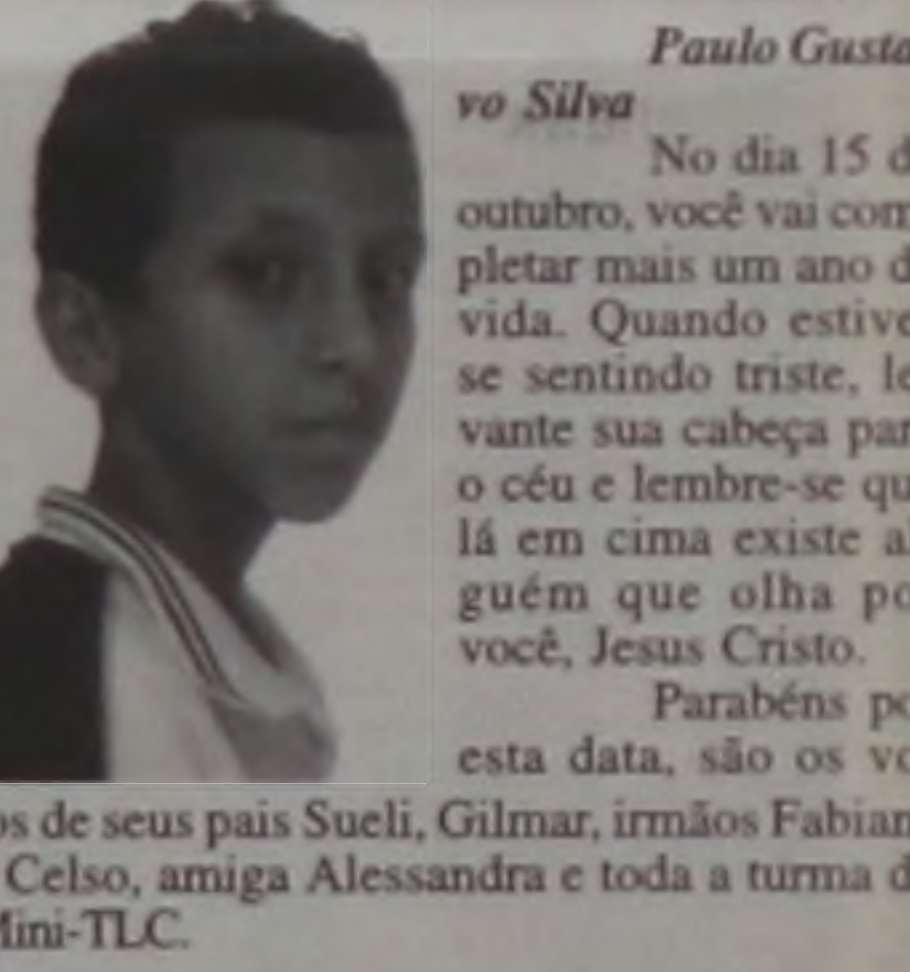 Paulo Gusta
vo Silva
No dia 15 d
outubro, você vai com
pletar mais um ano d
vida. Quando estive
se sentindo triste, le
vante sua cabeça par
o céu e lembre-se qu
lá em cima existe al
guém que olha po
você, Jesus Cristo.
Parabéns po
esta data, são os vo
os de seus pais Sueli, Gilmar, irmãos Fabian
Celso, amiga Alessandra e toda a turma d
Mini-TLC.